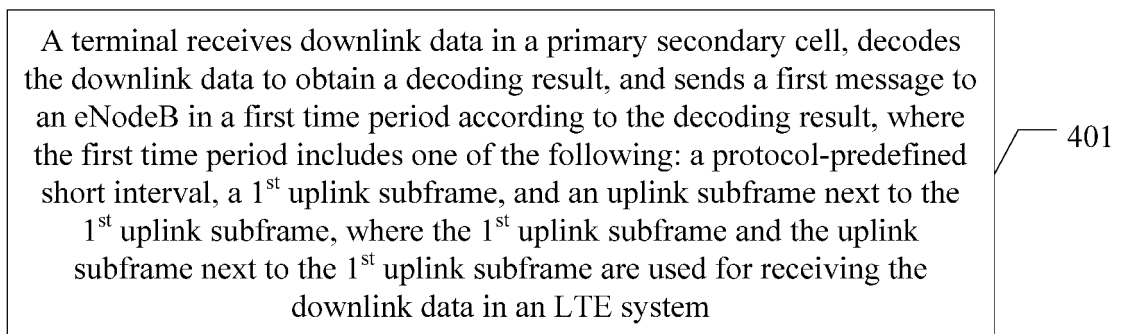 A terminal receives downlink data in a primary secondary cell, decodes
the downlink data to obtain a decoding result, and sends a first message to
an eNodeB in a first time period according to the decoding result, where
the first time period includes one of the following: a protocol-predefined
short interval, a 1st uplink subframe, and an uplink subframe next to the
1st uplink subframe, where the 1st uplink subframe and the uplink
subframe next to the 1st uplink subframe are used for receiving the
downlink data in an LTE system
401